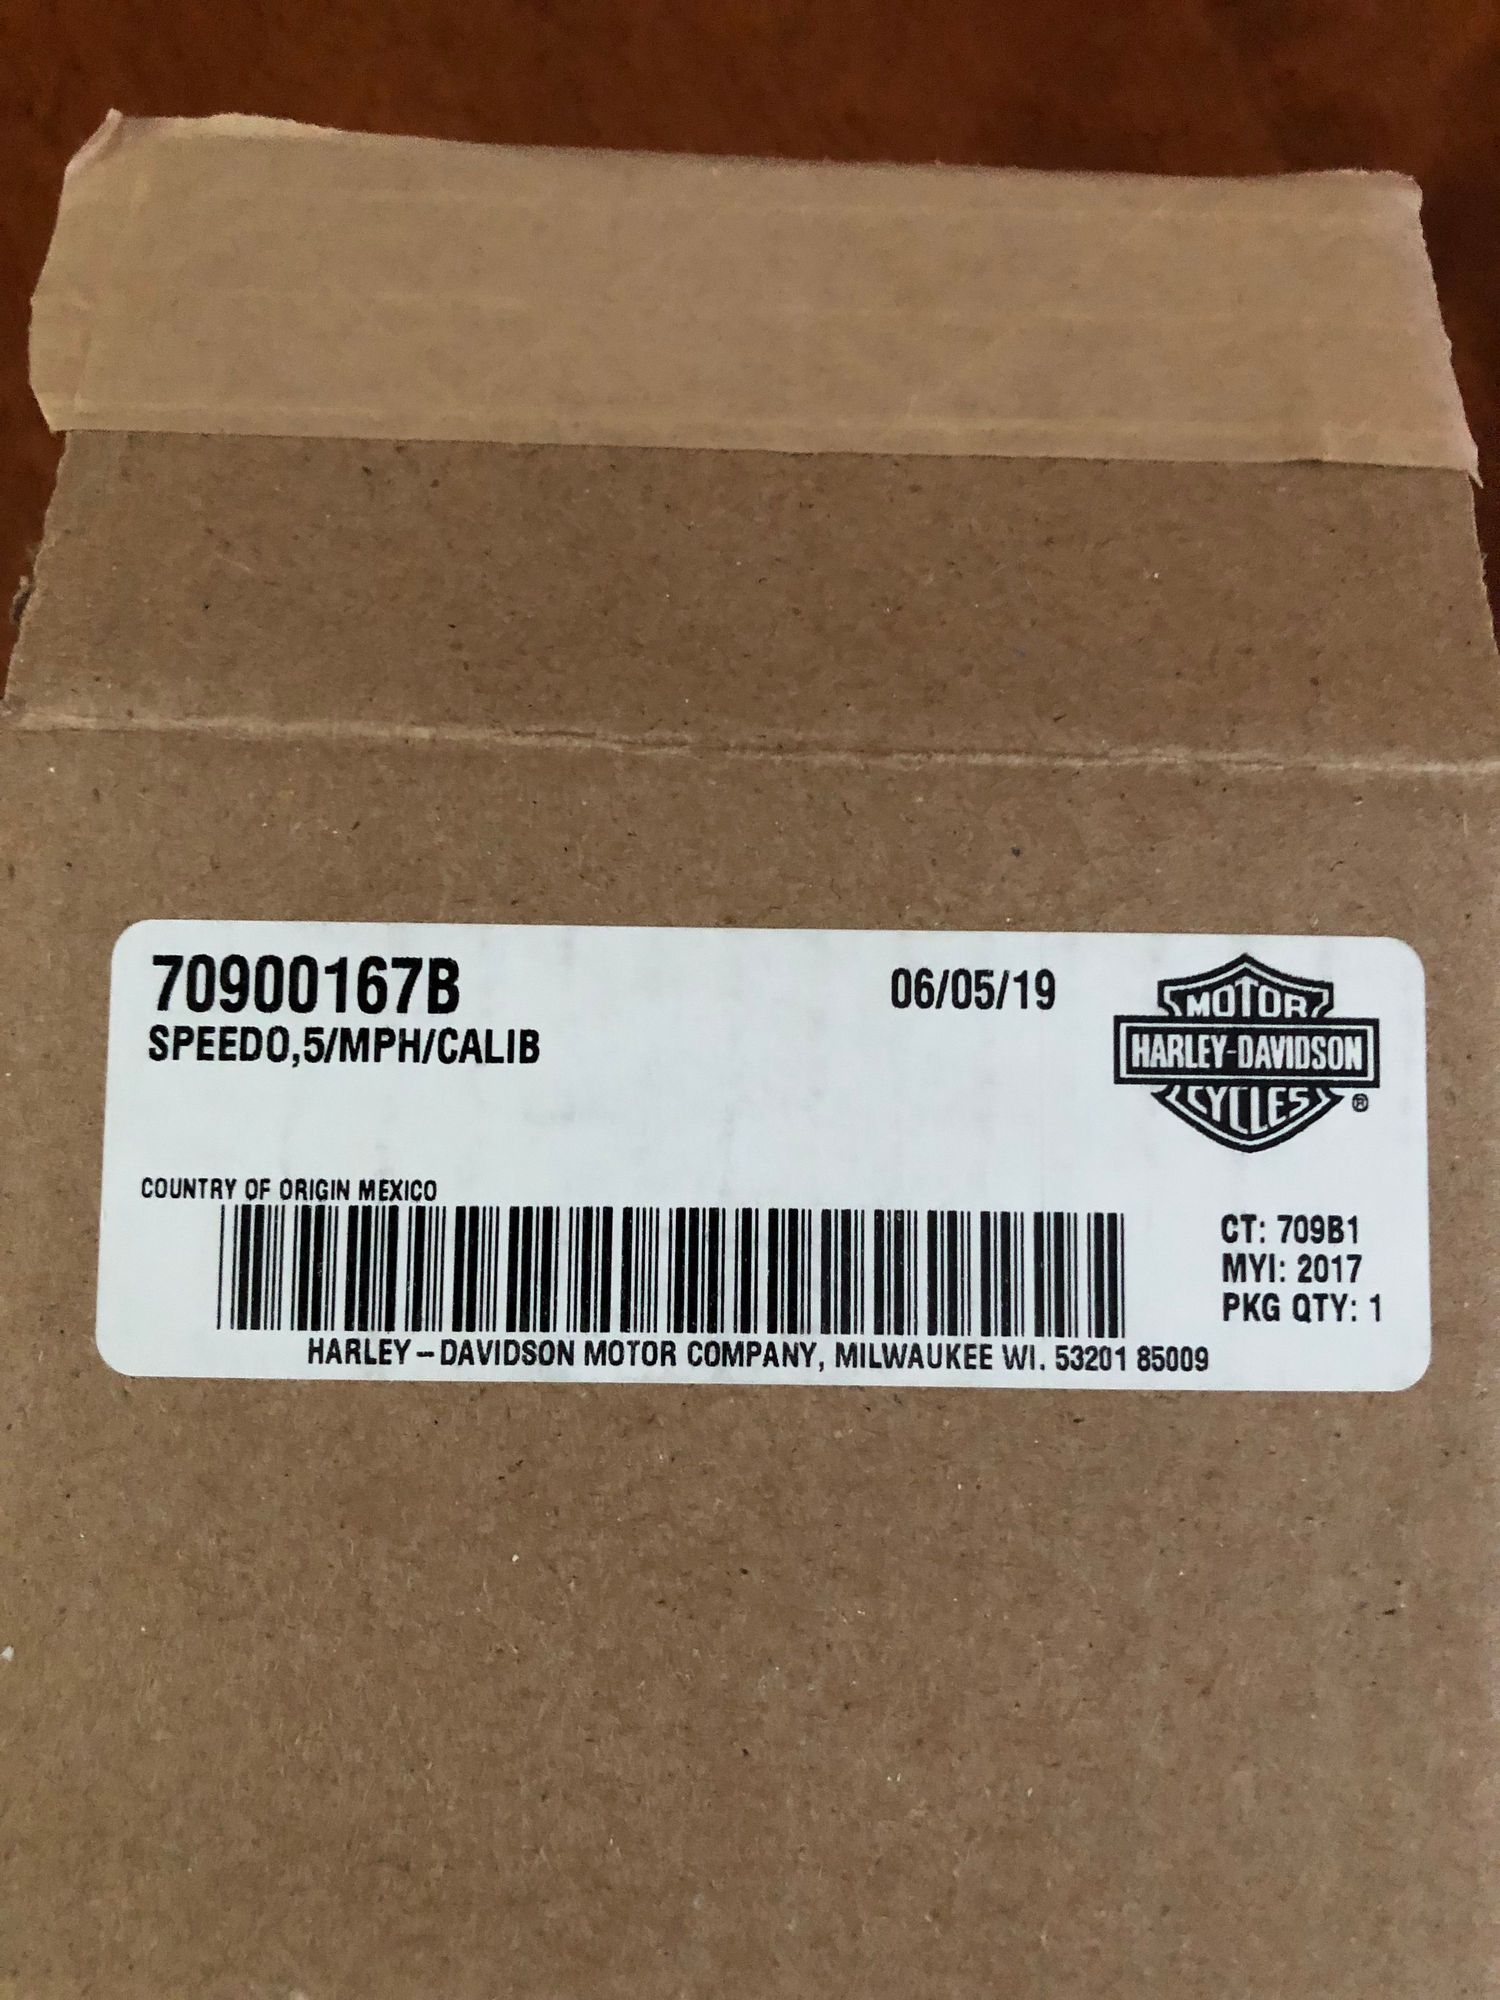 70900167B
06/05/19
SPEEDO,5/MPH/CALIB
MOTOR
HARLEY-DAVIDSON
CYCLES
®
COUNTRY OF ORIGIN MEXICO
CT: 709B1
MYI: 2017
PKG QTY: 1
HARLEY-DAVIDSON MOTOR COMPANY, MILWAUKEE WI. 53201 85009